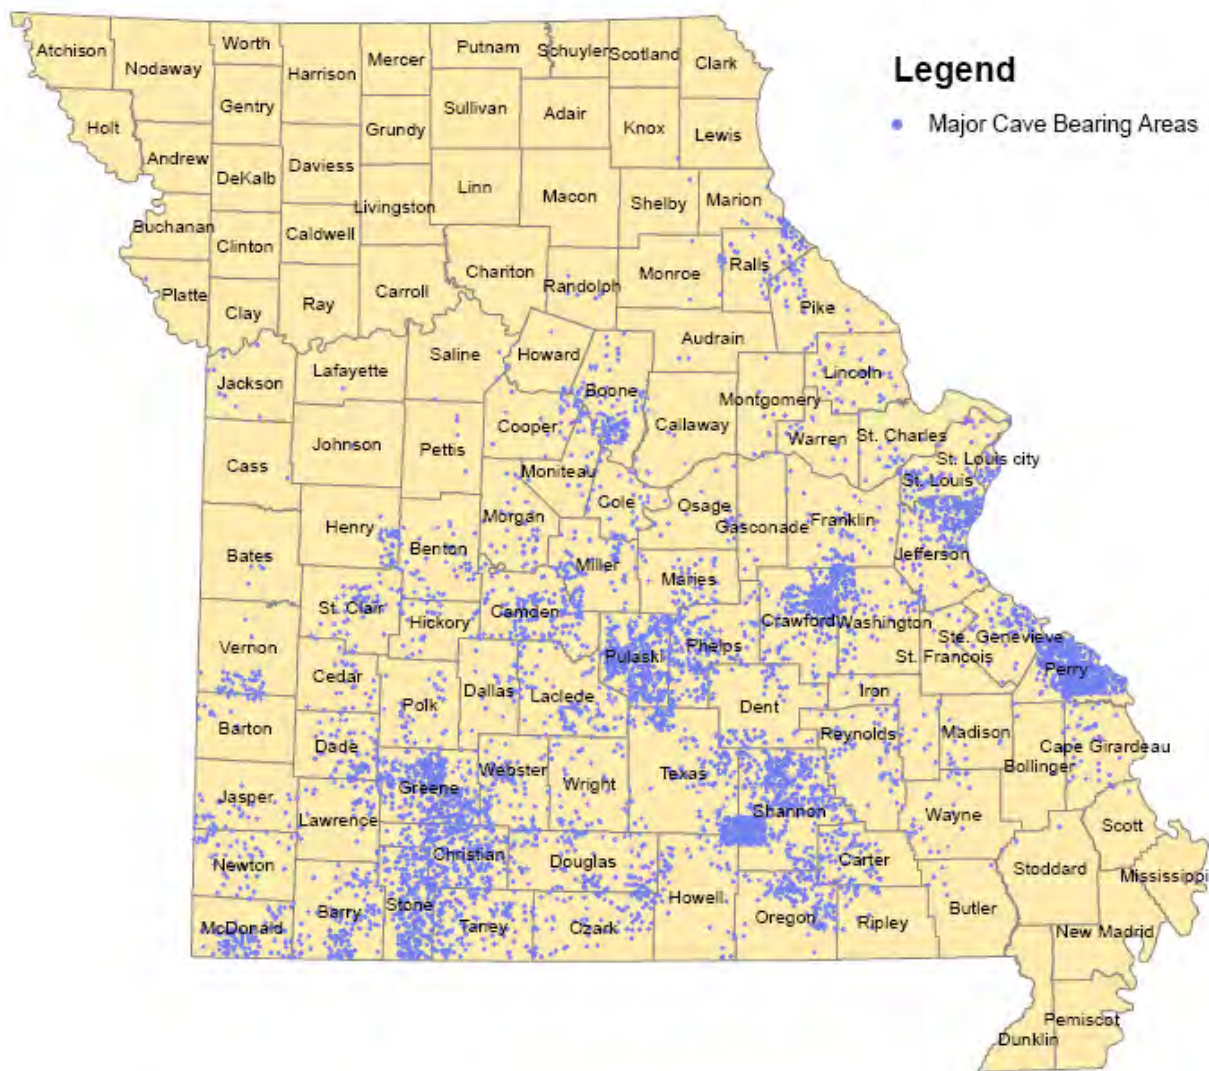 Legend
Major Cave Bearing Areas
Atchison
Nodaway
Worth
Harrison
Mercer
Putnam
Schuyler
Scotland
Clark
Holt
Gentry
Grundy
Sullivan
Adair
Knox
Lewis
Andrew
DeKalb
Daviess
Livingston
Linn
Macon
Shelby
Marion
Buchanan
Clinton
Caldwell
Chariton
Randolph
Monroe
Ralls
Platte
Clay
Ray
Carroll
Pike
Saline
Howard
Audrain
Jackson
Lafayette
Boone
Lincoln
Montgomery
Cooper
Callaway
Warren
St. Charles
Johnson
Pettis
St. Louis city
Cass
Moniteau
St. Louis
Cole
Osage
Morgan
Gasconade
Franklin
Henry
Benton
Bates
Miller
Jefferson
Maries
St. Clair
Camden
Hickory
Crawford
Washington
Ste. Genevieve
Vernon
Pulaski
Phelps
St. Francois
Perry
Cedar
Polk
Dallas
Laclede
Dent
Iron
Barton
Dade
Reynolds
Madison
Cape Girardeau
Bollinger
Webster
Wright
Texas
Greene
Jasper
Shannon
Lawrence
Wayne
Scott
Newton
Christian
Douglas
Carter
Stoddard
Mississippi
Howell
McDonald
Barry
Stone
Taney
Ozark
Oregon
Ripley
Butler
New Madrid
Pemiscot
Dunklin